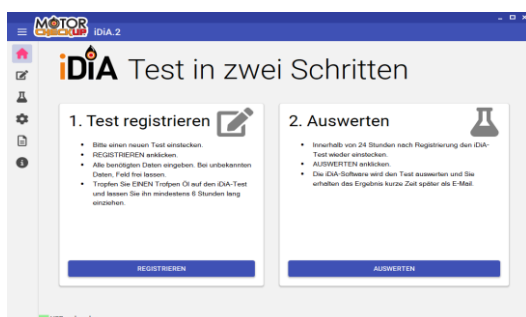 MOTOR
CHECKUP iDiA.2
iDiA Test in zwei Schritten
1. Test registrieren
Bitte einen neuen Test einstecken.
REGISTRIEREN anklicken.
Alle benötigten Daten eingeben. Bei unbekannten
Daten, Feld frei lassen.
Tropfen Sie EINEN Trofpen Öl auf den iDiA-Test
und lassen Sie ihn mindestens 6 Stunden lang
einziehen.
REGISTRIEREN
2. Auswerten
Innerhalb von 24 Stunden nach Registrierung den iDiA-
Test wieder einstecken.
AUSWERTEN anklicken.
Die iDiA-Software wird den Test auswerten und Sie
erhalten das Ergebnis kurze Zeit später als E-Mail.
AUSWERTEN